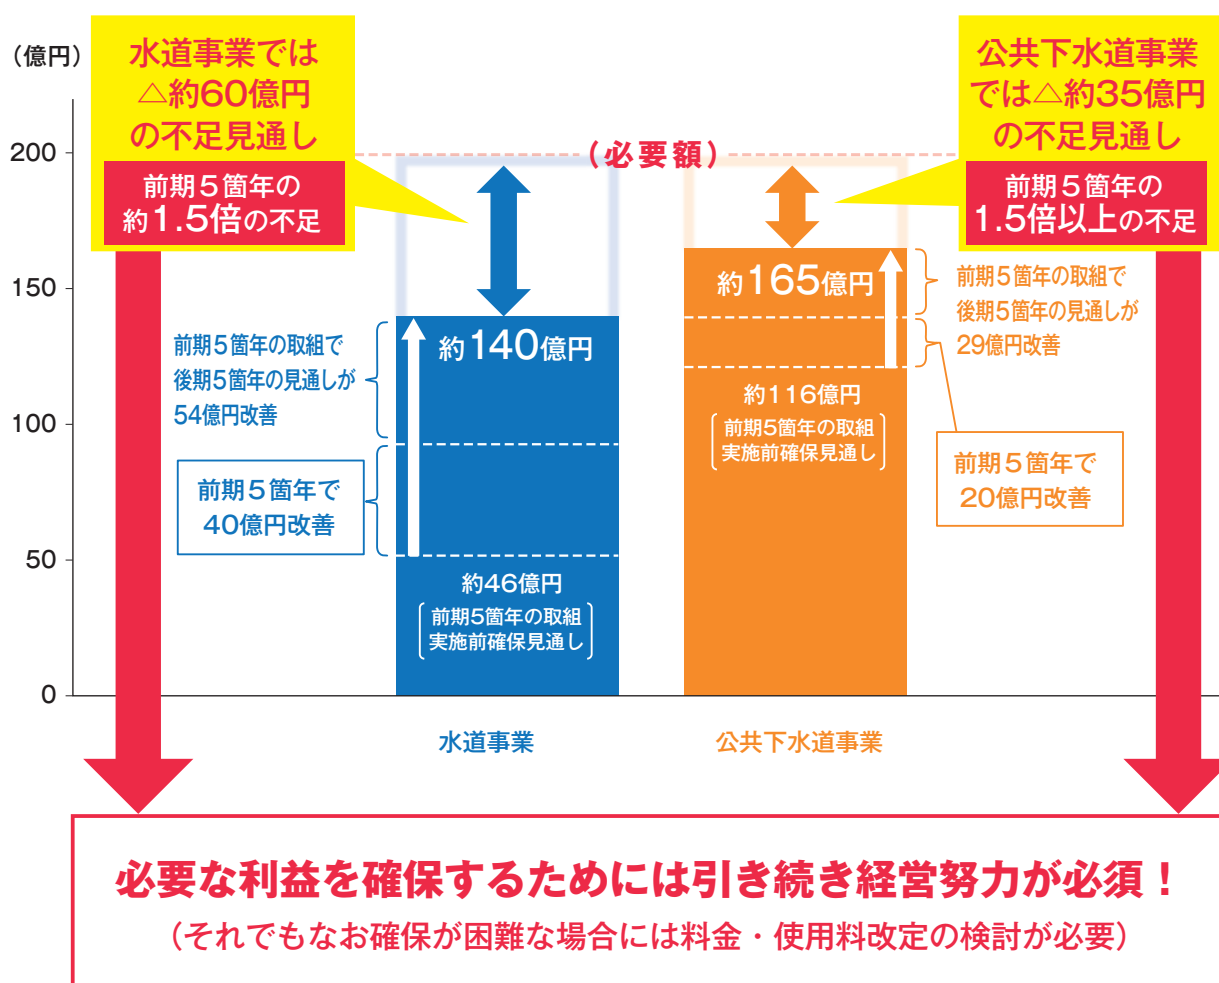 （億円）
水道事業では
△約60億円
の不足見通し
前期５箇年の
約1.5倍の不足
公共下水道事業
では△約35億円
の不足見通し
前期５箇年の
1.5倍以上の不足
（必要額）
200
150
100
50
0
約140億円
前期５箇年の取組で
後期5箇年の見通しが
54億円改善
前期５箇年で
40億円改善
約46億円
前期5箇年の取組
実施前確保見通し
約165億円
前期５箇年の取組で
後期5箇年の見通しが
29億円改善
約116億円
前期5箇年の取組
実施前確保見通し
前期５箇年で
20億円改善
水道事業
公共下水道事業
必要な利益を確保するためには引き続き経営努力が必須！
（それでもなお確保が困難な場合には料金・使用料改定の検討が必要）